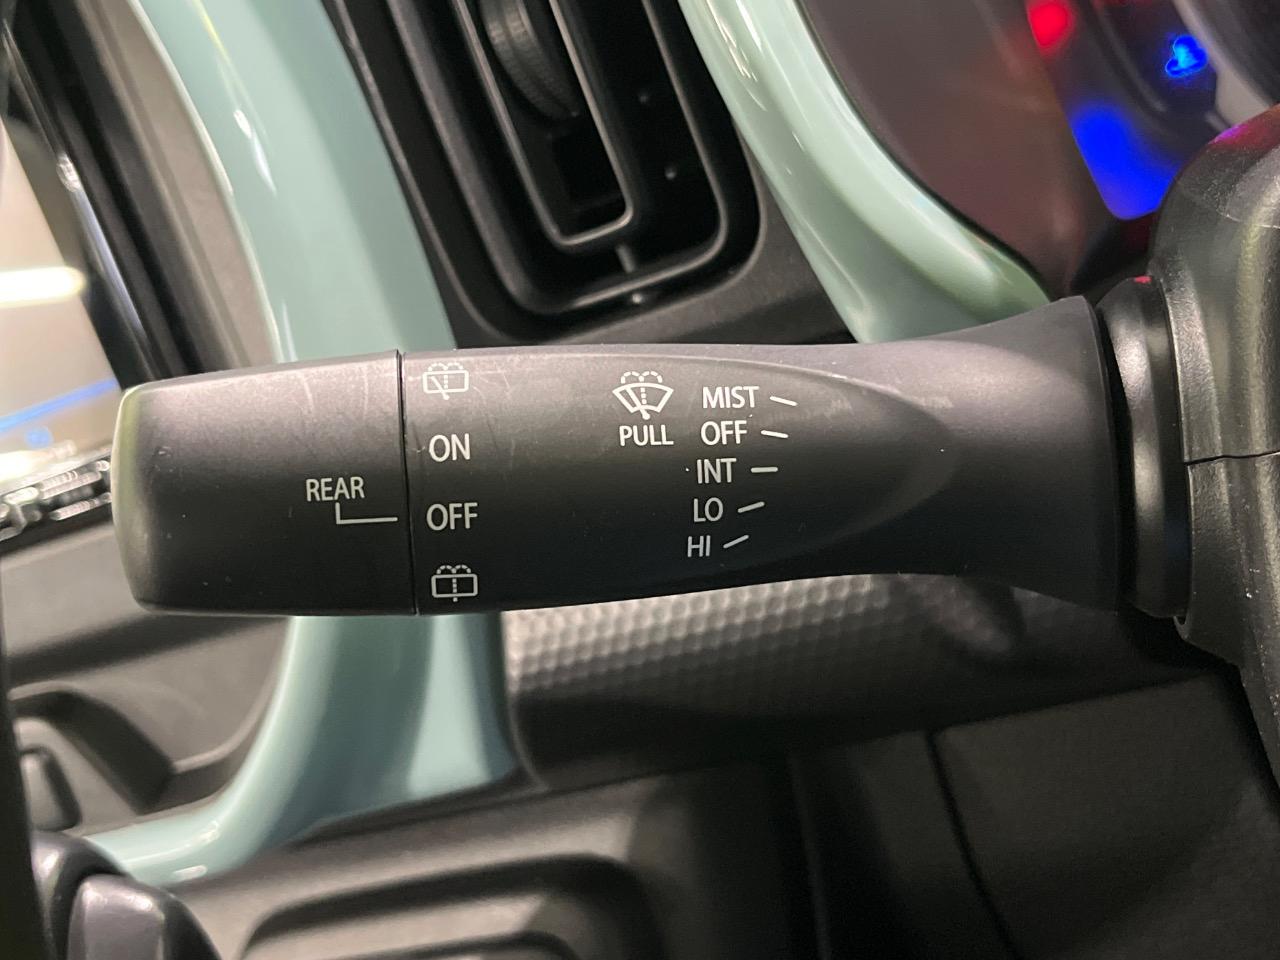 REAR
ON
OFF
PULL
MIST
OFF
INT
LO
HI